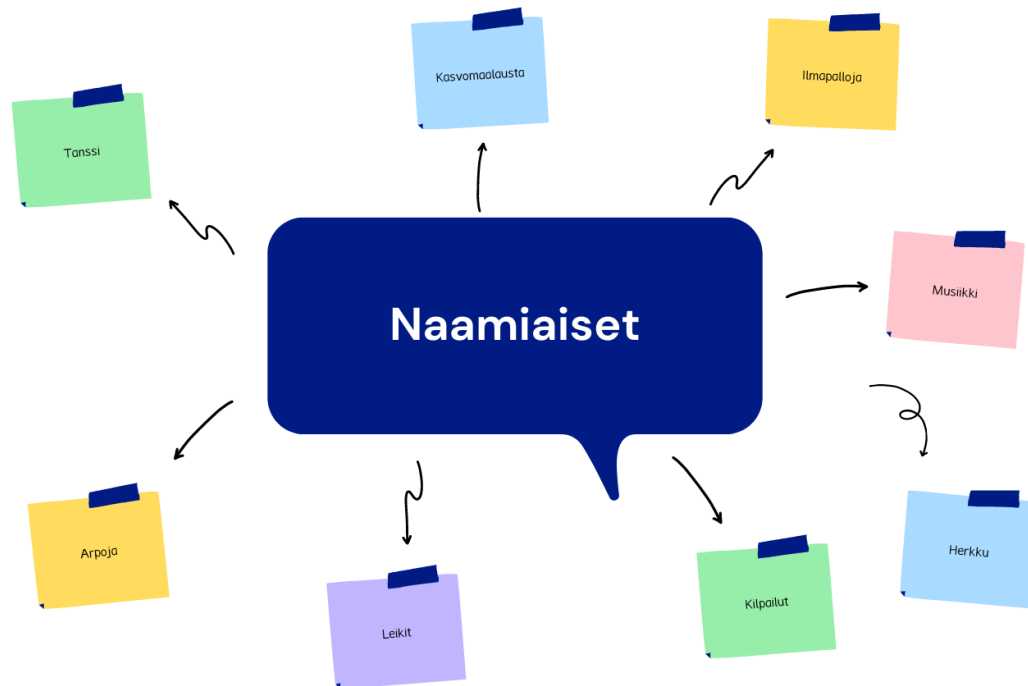 Kasvomaalausta
Ilmapalloja
Tanssi
Musiikki
Naamiaiset
Arpoja
Herkku
Kilpailut
Leikit